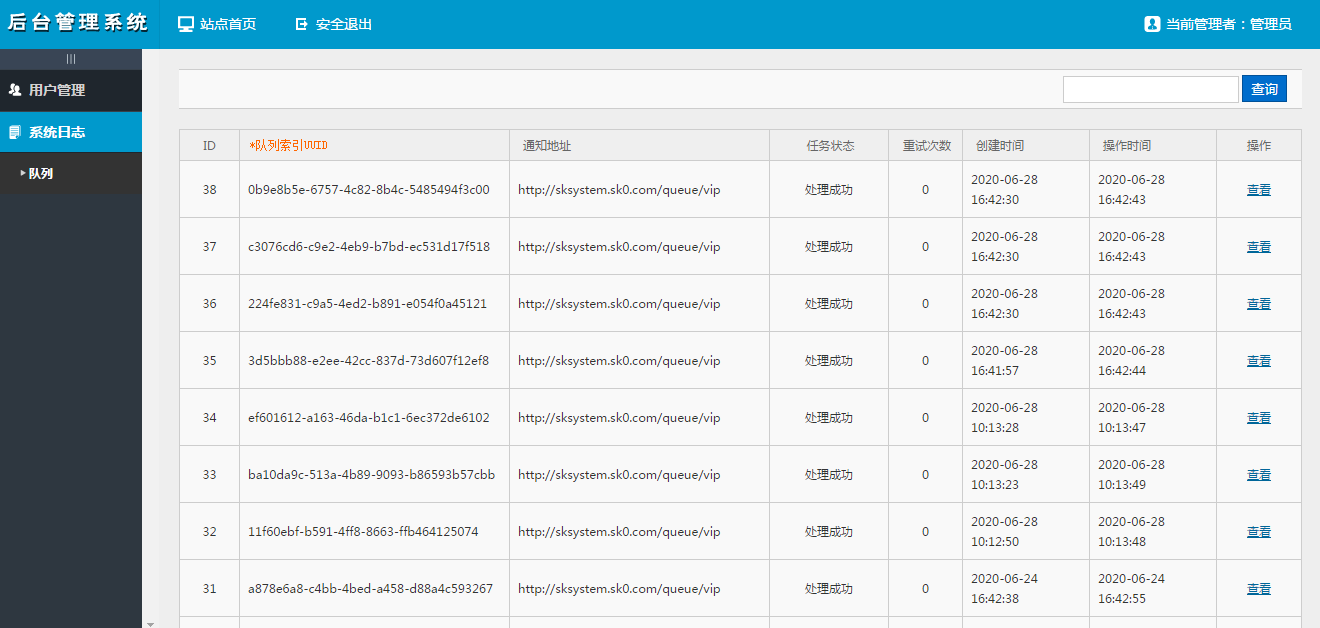 后台管理系统
站点首页
安全退出
当前管理者：管理员
用户管理
系统日志
队列
查询
ID *队列索引UUID 通知地址 任务状态 重试次数 创建时间 操作时间 操作
38 0b9e8b5e-6757-4c82-8b4c-5485494f3c00 http://sksystem.sk0.com/queue/vip 处理成功 0 2020-06-28 16:42:30 2020-06-28 16:42:43 查看
37 c3076cd6-c9e2-4eb9-b7bd-ec531d17f518 http://sksystem.sk0.com/queue/vip 处理成功 0 2020-06-28 16:42:30 2020-06-28 16:42:43 查看
36 224fe831-c9a5-4ed2-b891-e054f0a45121 http://sksystem.sk0.com/queue/vip 处理成功 0 2020-06-28 16:42:30 2020-06-28 16:42:43 查看
35 3d5bbb88-e2ee-42cc-837d-73d607f12ef8 http://sksystem.sk0.com/queue/vip 处理成功 0 2020-06-28 16:41:57 2020-06-28 16:42:44 查看
34 ef601612-a163-46da-b1c1-6ec372de6102 http://sksystem.sk0.com/queue/vip 处理成功 0 2020-06-28 10:13:28 2020-06-28 10:13:47 查看
33 ba10da9c-513a-4b89-9093-b86593b57cbb http://sksystem.sk0.com/queue/vip 处理成功 0 2020-06-28 10:13:23 2020-06-28 10:13:49 查看
32 11f60ebf-b591-4ff8-8663-ffb464125074 http://sksystem.sk0.com/queue/vip 处理成功 0 2020-06-28 10:12:50 2020-06-28 10:13:48 查看
31 a878e6a8-c4bb-4bed-a458-d88a4c593267 http://sksystem.sk0.com/queue/vip 处理成功 0 2020-06-24 16:42:38 2020-06-24 16:42:55 查看